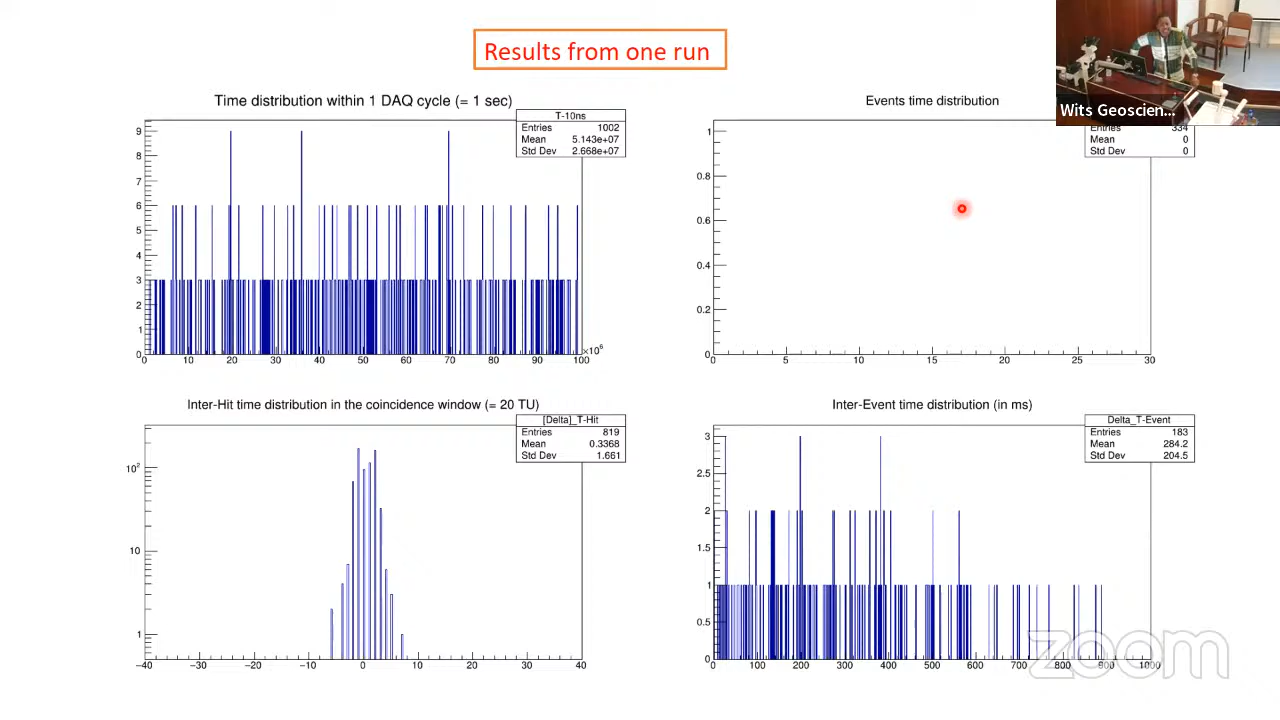 Results from one run
Wits Geoscien...
Time distribution within 1 DAQ cycle (= 1 sec)
T-10ns
Entries 1002
Mean 5.143e+07
Std Dev 2.668e+07
9
8
7
6
5
4
3
2
1
0
0 10 20 30 40 50 60 70 80 90 100
×10⁶
Events time distribution
Entries 334
Mean 0
Std Dev 0
1
0.8
0.6
0.4
0.2
0
0 5 10 15 20 25 30
Inter-Hit time distribution in the coincidence window (= 20 TU)
[Delta]_T-Hit
Entries 819
Mean 0.3368
Std Dev 1.661
10²
10
1
−40 −30 −20 −10 0 10 20 30 40
Inter-Event time distribution (in ms)
Delta_T-Event
Entries 183
Mean 284.2
Std Dev 204.5
3
2.5
2
1.5
1
0.5
0
0 100 200 300 400 500 600 700 800 900 1000
zoom